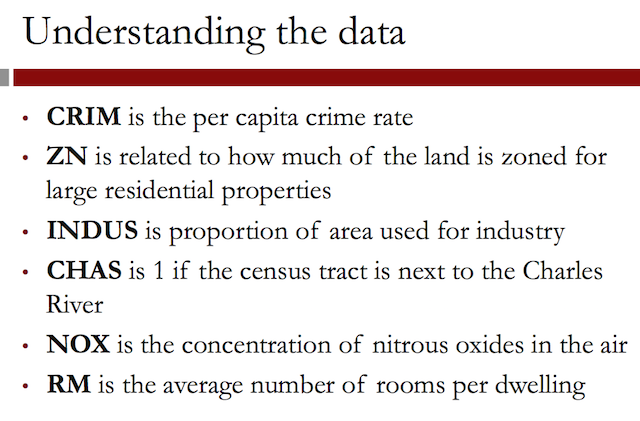 Understanding the data
• CRIM is the per capita crime rate
• ZN is related to how much of the land is zoned for
large residential properties
• INDUS is proportion of area used for industry
• CHAS is 1 if the census tract is next to the Charles
River
• NOX is the concentration of nitrous oxides in the air
• RM is the average number of rooms per dwelling